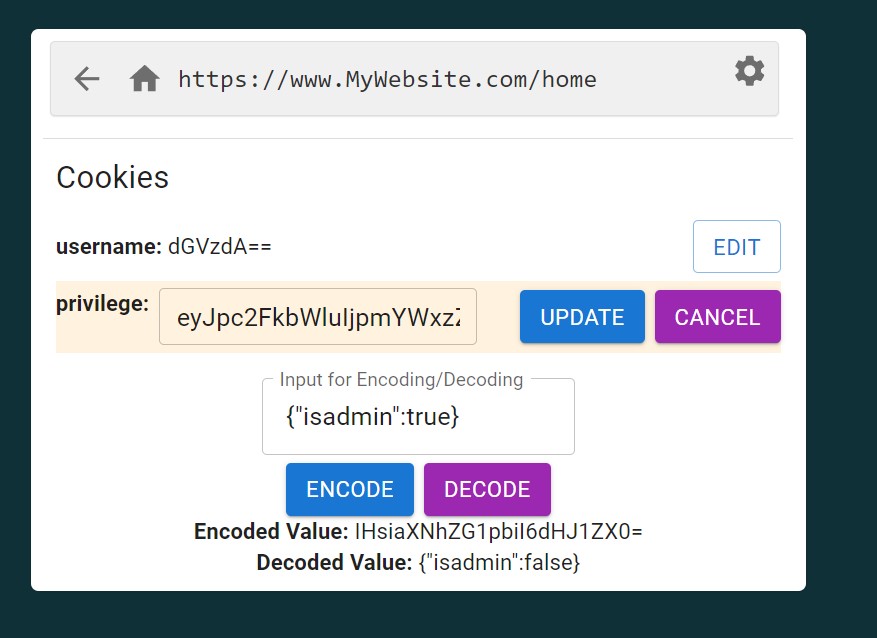 https://www.MyWebsite.com/home
Cookies
username: dGVzdA==
EDIT
privilege: eyJpc2FkbWluIjpmYWxzZ
UPDATE
CANCEL
Input for Encoding/Decoding
{"isadmin":true}
ENCODE
DECODE
Encoded Value: IHsiaXNhZG1pbiI6dHJ1ZX0=
Decoded Value: {"isadmin":false}